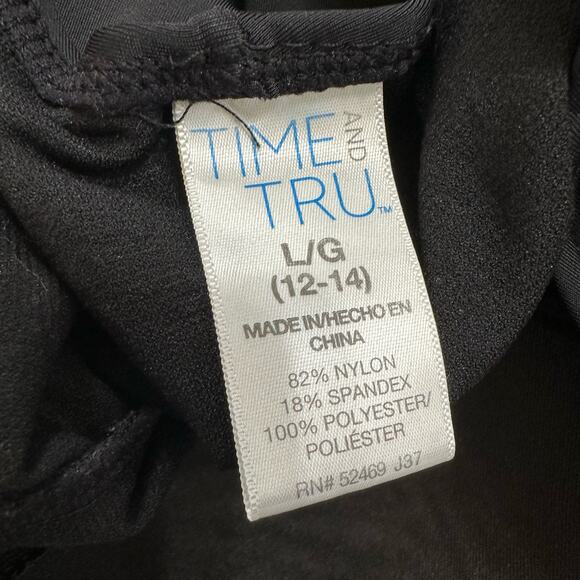 TIME AND
TRU™
L/G
(12-14)
MADE IN/HECHO EN
CHINA
82% NYLON
18% SPANDEX
100% POLYESTER/
POLIÉSTER
RN# 52469 J37